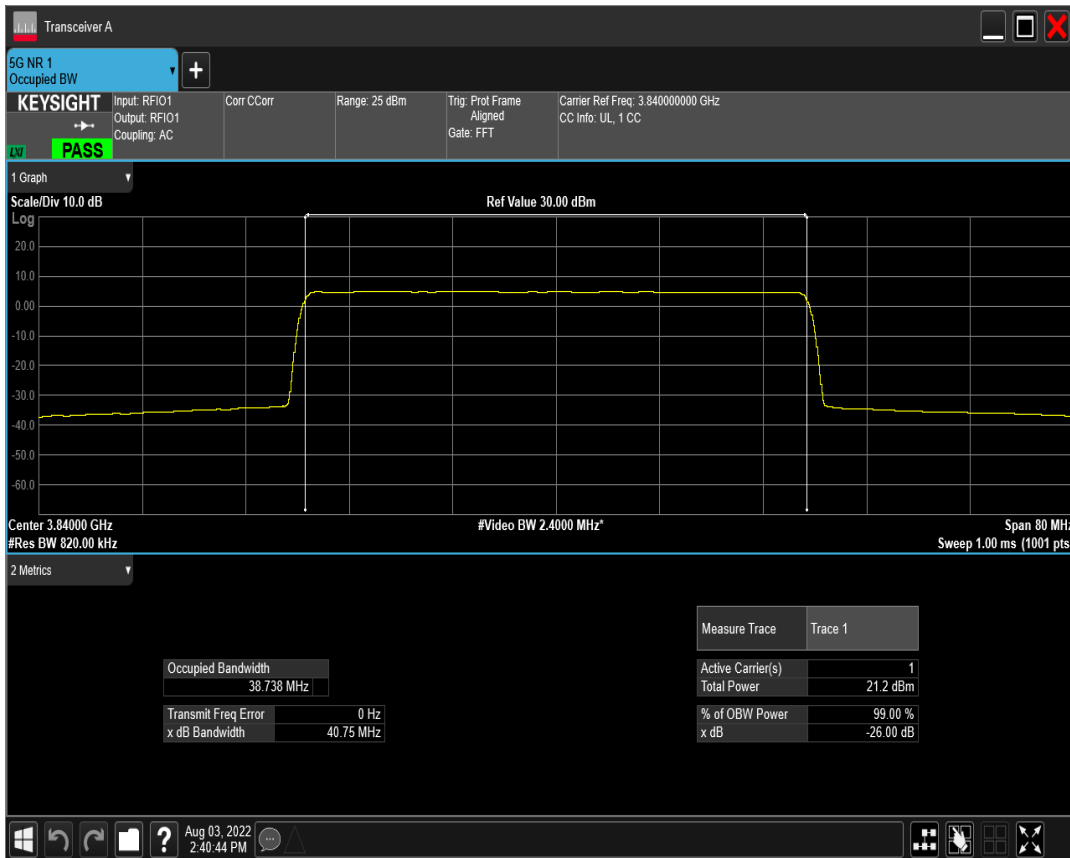 Transceiver A
5G NR 1
Occupied BW
KEYSIGHT
LXI
PASS
Input: RFIO1
Output: RFIO1
Coupling: AC
Corr CCorr
Range: 25 dBm
Trig: Prot Frame
Aligned
Gate: FFT
Carrier Ref Freq: 3.840000000 GHz
CC Info: UL, 1 CC
1 Graph
Scale/Div 10.0 dB
Ref Value 30.00 dBm
Log
20.0
10.0
0.00
-10.0
-20.0
-30.0
-40.0
-50.0
-60.0
Center 3.84000 GHz
#Video BW 2.4000 MHz*
Span 80 MHz
#Res BW 820.00 kHz
Sweep 1.00 ms (1001 pts
2 Metrics
Measure Trace Trace 1
Occupied Bandwidth
38.738 MHz
Active Carrier(s) 1
Total Power 21.2 dBm
Transmit Freq Error 0 Hz
x dB Bandwidth 40.75 MHz
% of OBW Power 99.00 %
x dB -26.00 dB
?
Aug 03, 2022
2:40:44 PM